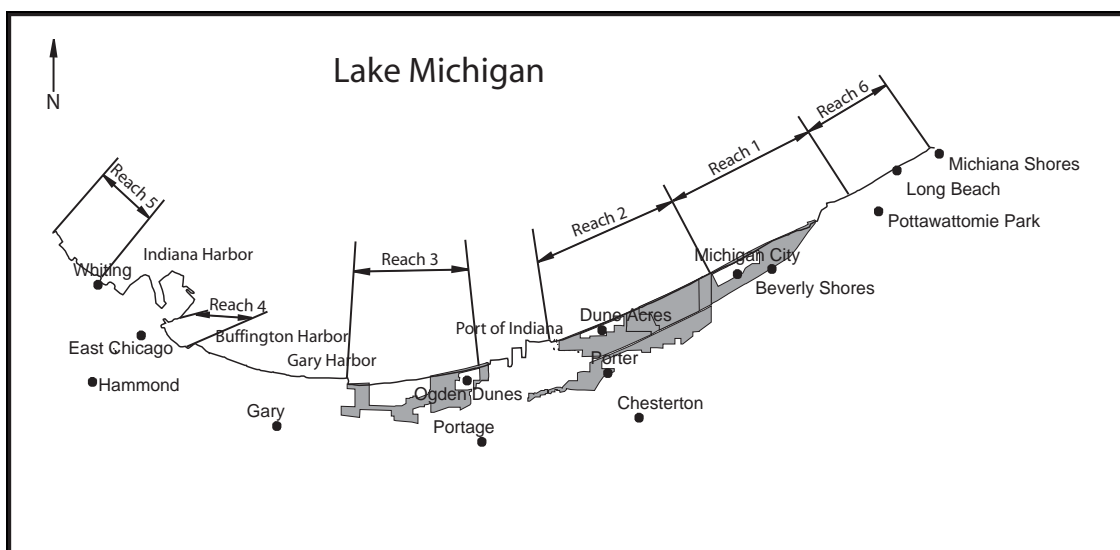 Lake Michigan
N
Reach 6
Reach 1
Michiana Shores
Long Beach
Reach 5
Pottawattomie Park
Reach 2
Indiana Harbor
Reach 3
Michigan City
Whiting
Beverly Shores
Reach 4
Dune Acres
Buffington Harbor
Port of Indiana
East Chicago
Gary Harbor
Porter
Hammond
Ogden Dunes
Chesterton
Gary
Portage